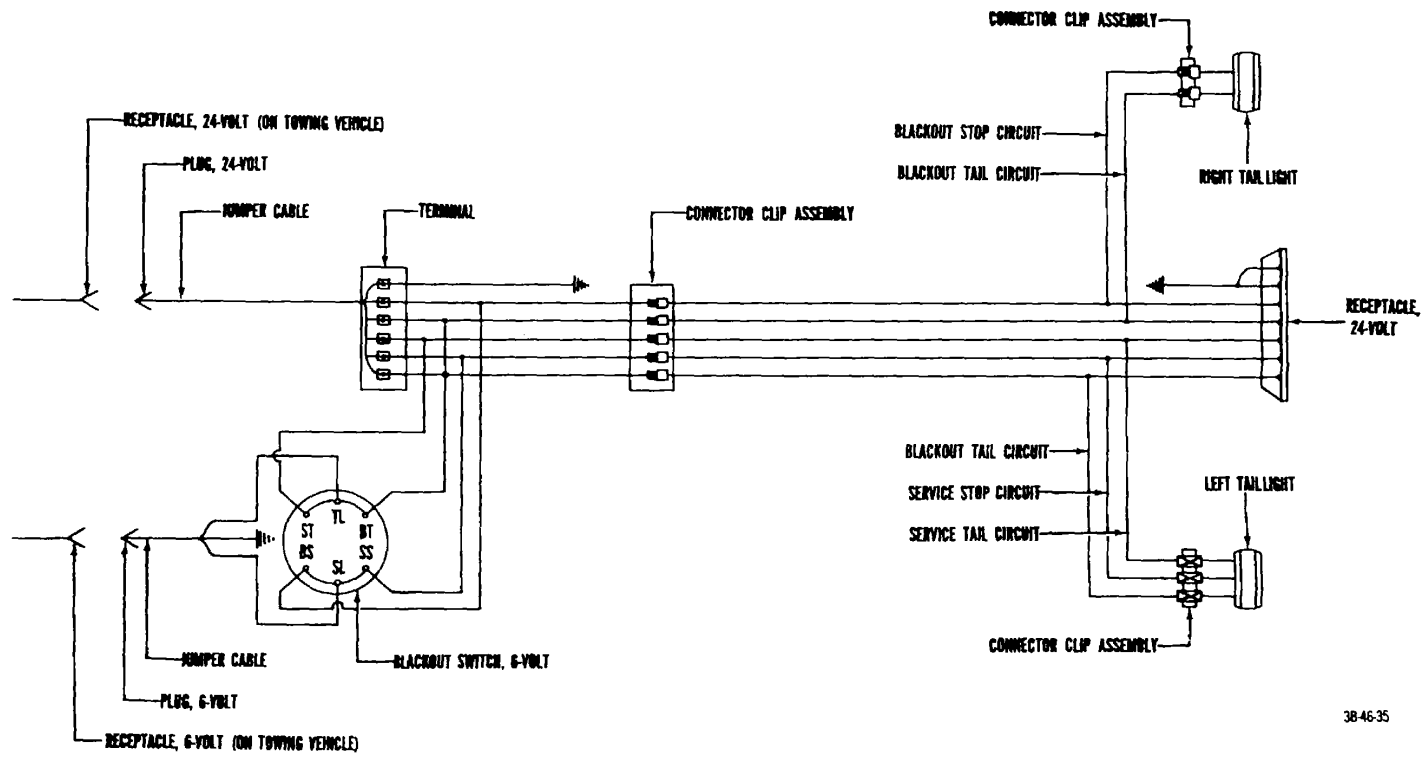 CONNECTOR CLIP ASSEMBLY
RECEPTACLE, 24-VOLT (ON TOWING VEHICLE)
BLACKOUT STOP CIRCUIT
PLUG, 24-VOLT
BLACKOUT TAIL CIRCUIT
RIGHT TAILLIGHT
JUMPER CABLE
TERMINAL
CONNECTOR CLIP ASSEMBLY
RECEPTACLE,
24-VOLT
BLACKOUT TAIL CIRCUIT
LEFT TAILLIGHT
SERVICE STOP CIRCUIT
SERVICE TAIL CIRCUIT
TL
ST BT
BS SS
SL
CONNECTOR CLIP ASSEMBLY
JUMPER CABLE
BLACKOUT SWITCH, 6-VOLT
PLUG, 6-VOLT
RECEPTACLE, 6-VOLT (ON TOWING VEHICLE)
38-46-35